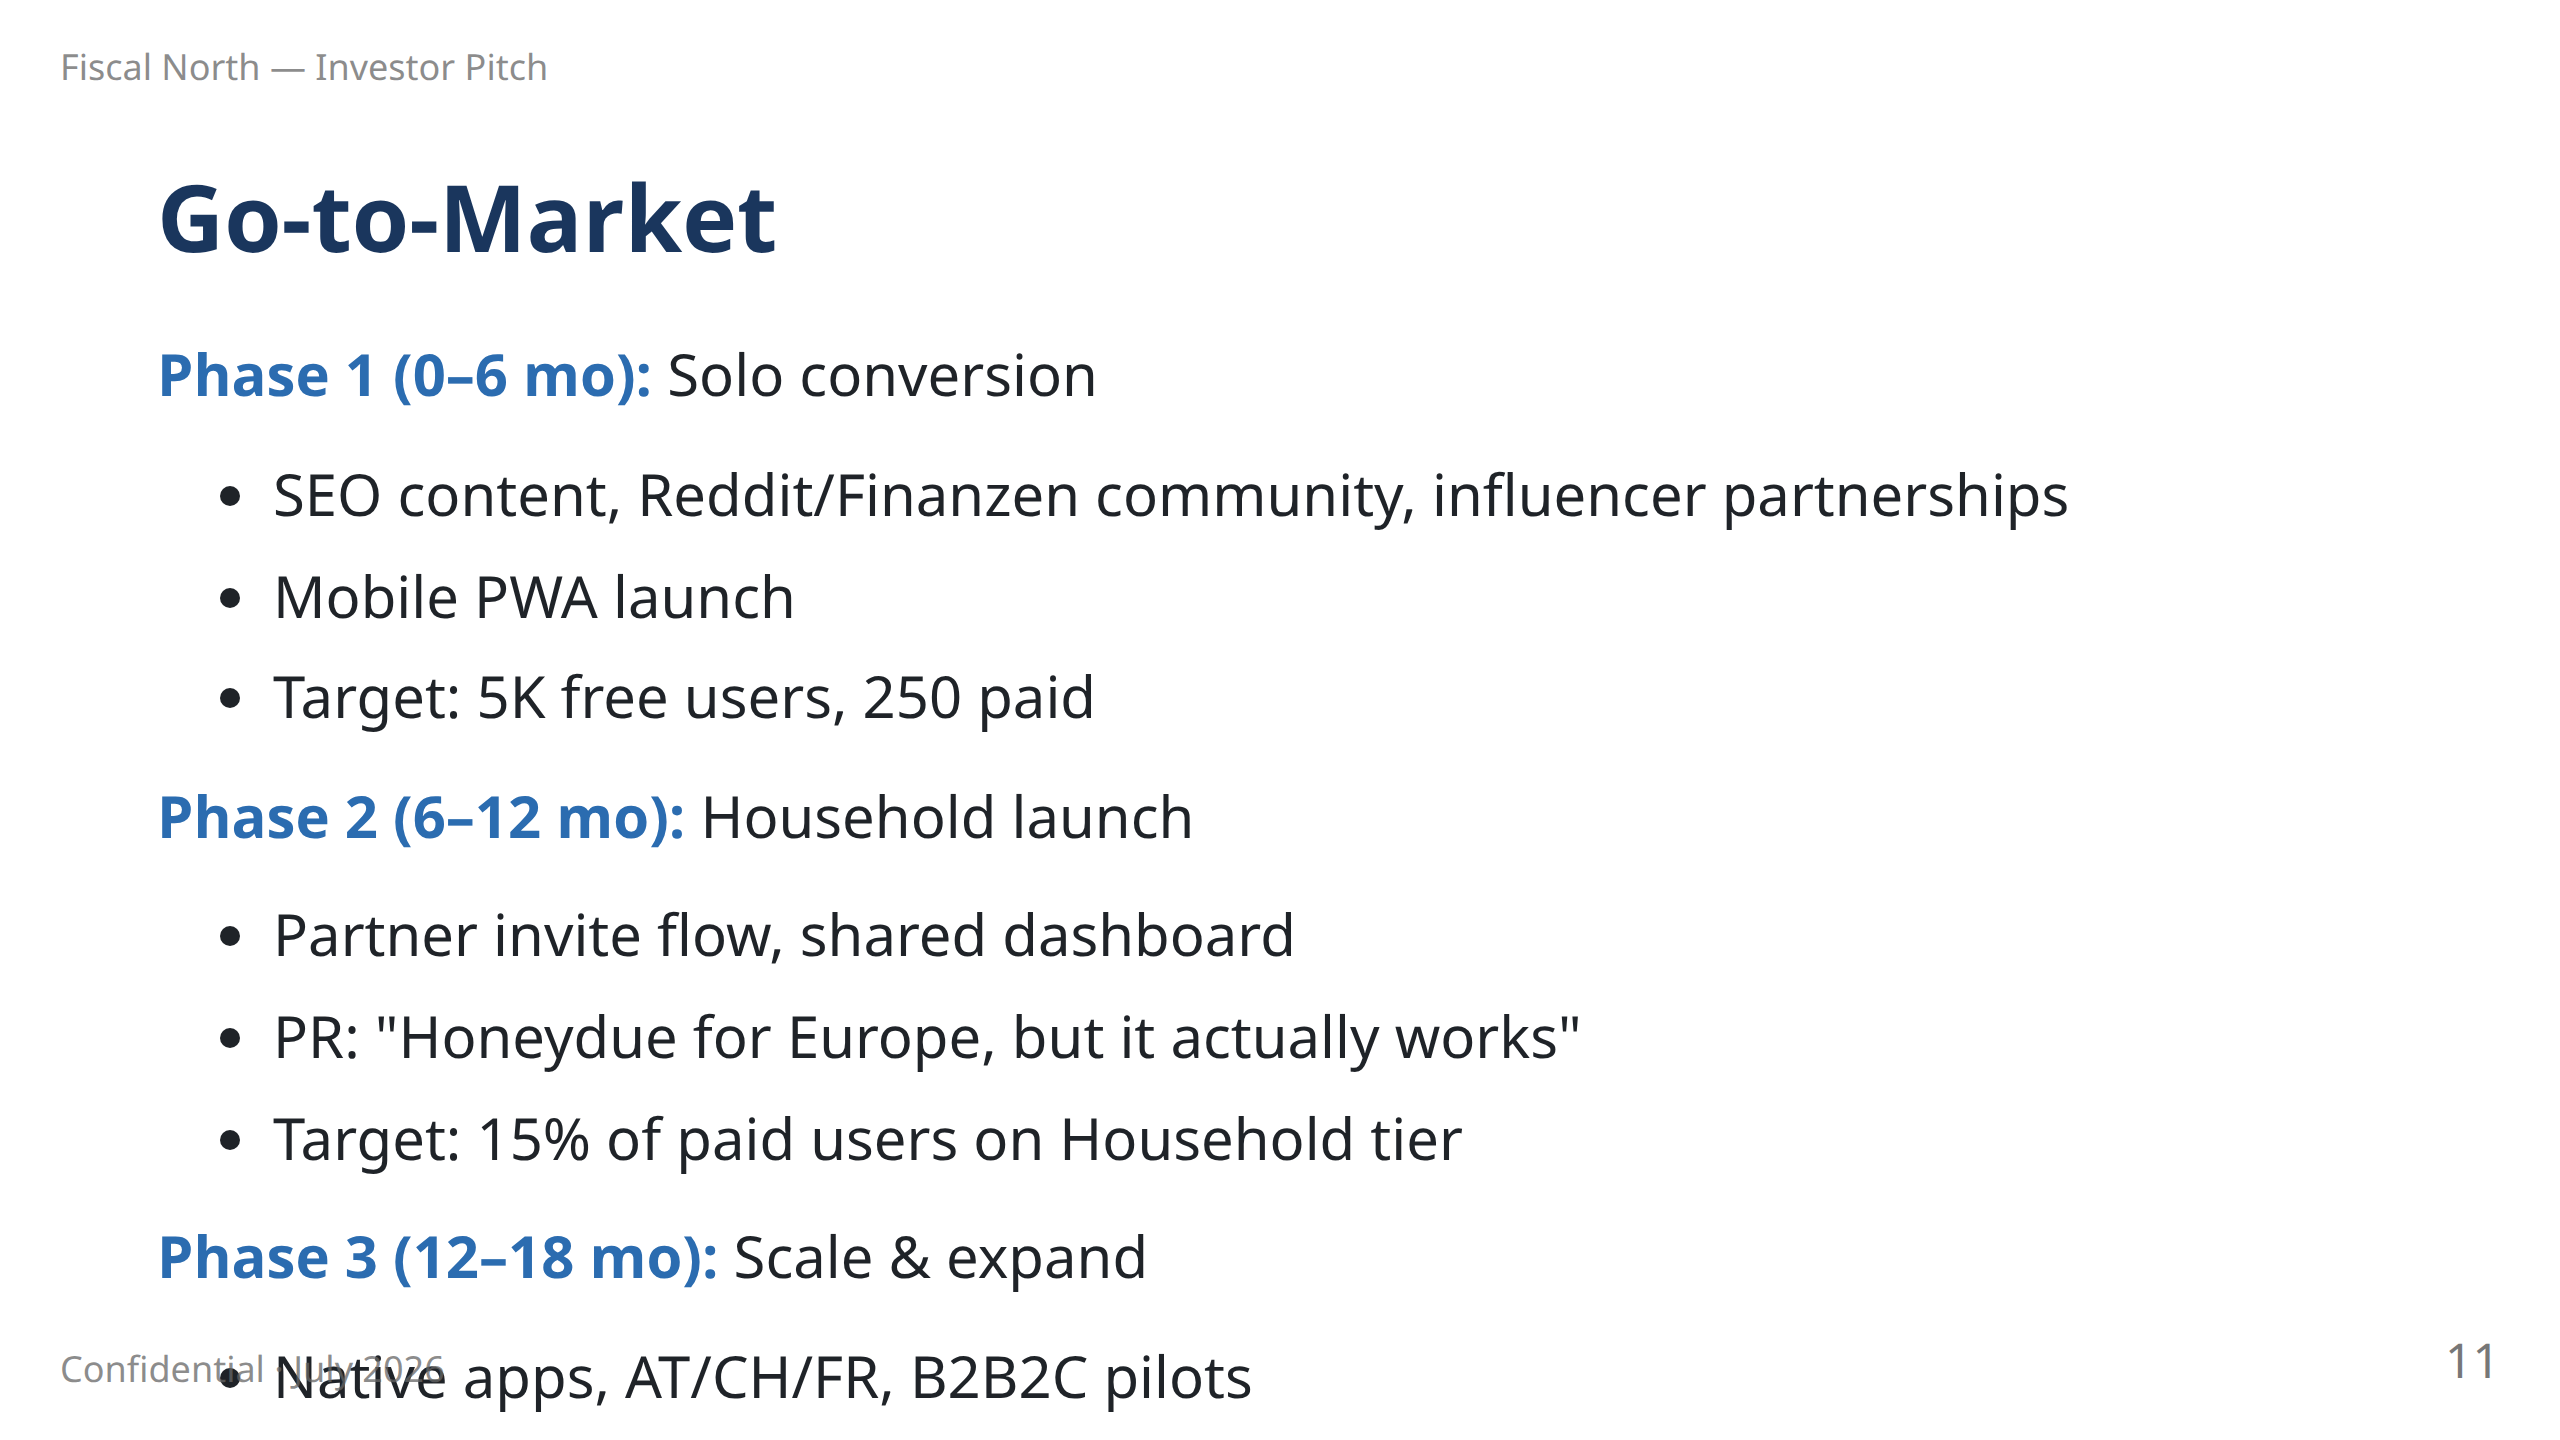 Fiscal North — Investor Pitch
Go-to-Market
Phase 1 (0–6 mo): Solo conversion
• SEO content, Reddit/Finanzen community, influencer partnerships
• Mobile PWA launch
• Target: 5K free users, 250 paid
Phase 2 (6–12 mo): Household launch
• Partner invite flow, shared dashboard
• PR: "Honeydue for Europe, but it actually works"
• Target: 15% of paid users on Household tier
Phase 3 (12–18 mo): Scale & expand
• Native apps, AT/CH/FR, B2B2C pilots
Confidential · July 2026
11